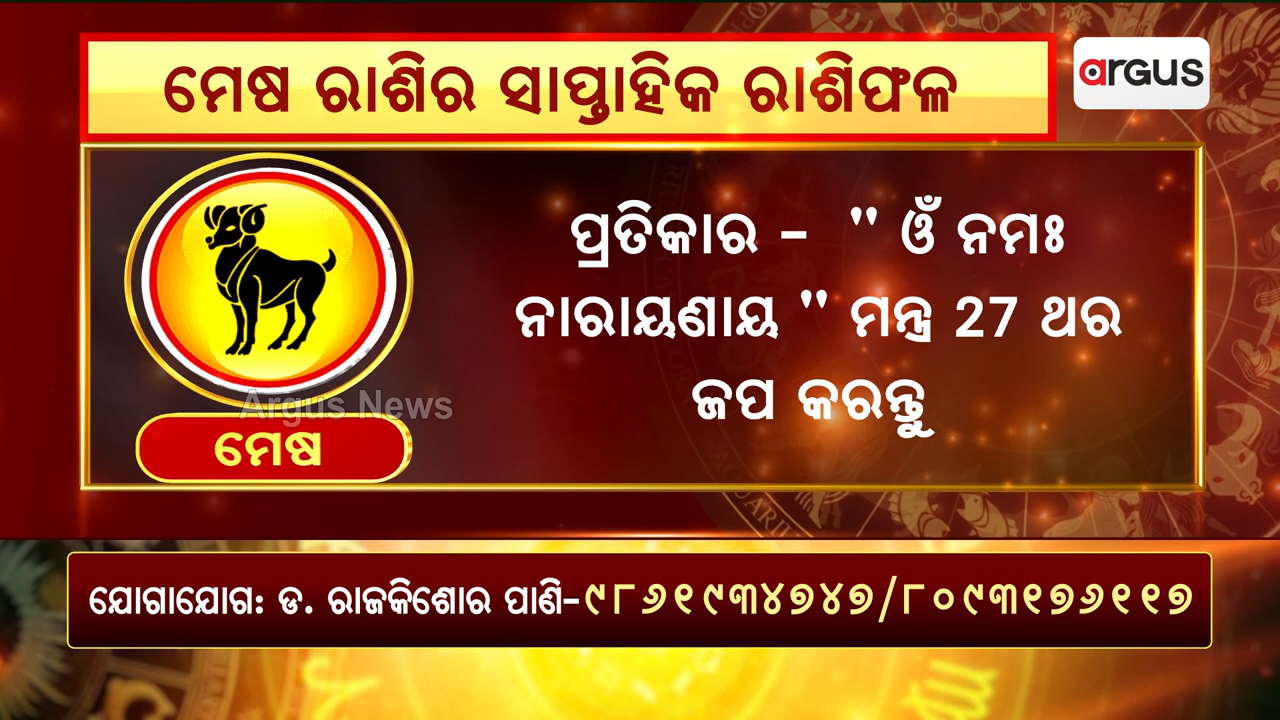 ମେଷ ରାଶିର ସାପ୍ତାହିକ ରାଶିଫଳ
argus
ପ୍ରତିକାର - " ଓଁ ନମଃ
ନାରାୟଣାୟ " ମନ୍ତ୍ର 27 ଥର
ଜପ କରନ୍ତୁ
Argus News
ମେଷ
ଯୋଗାଯୋଗ: ଡ. ରାଜକିଶୋର ପାଣି-୯୮୬୧୯୩୪୭୪୭/୮୦୯୩୧୭୬୧୧୭